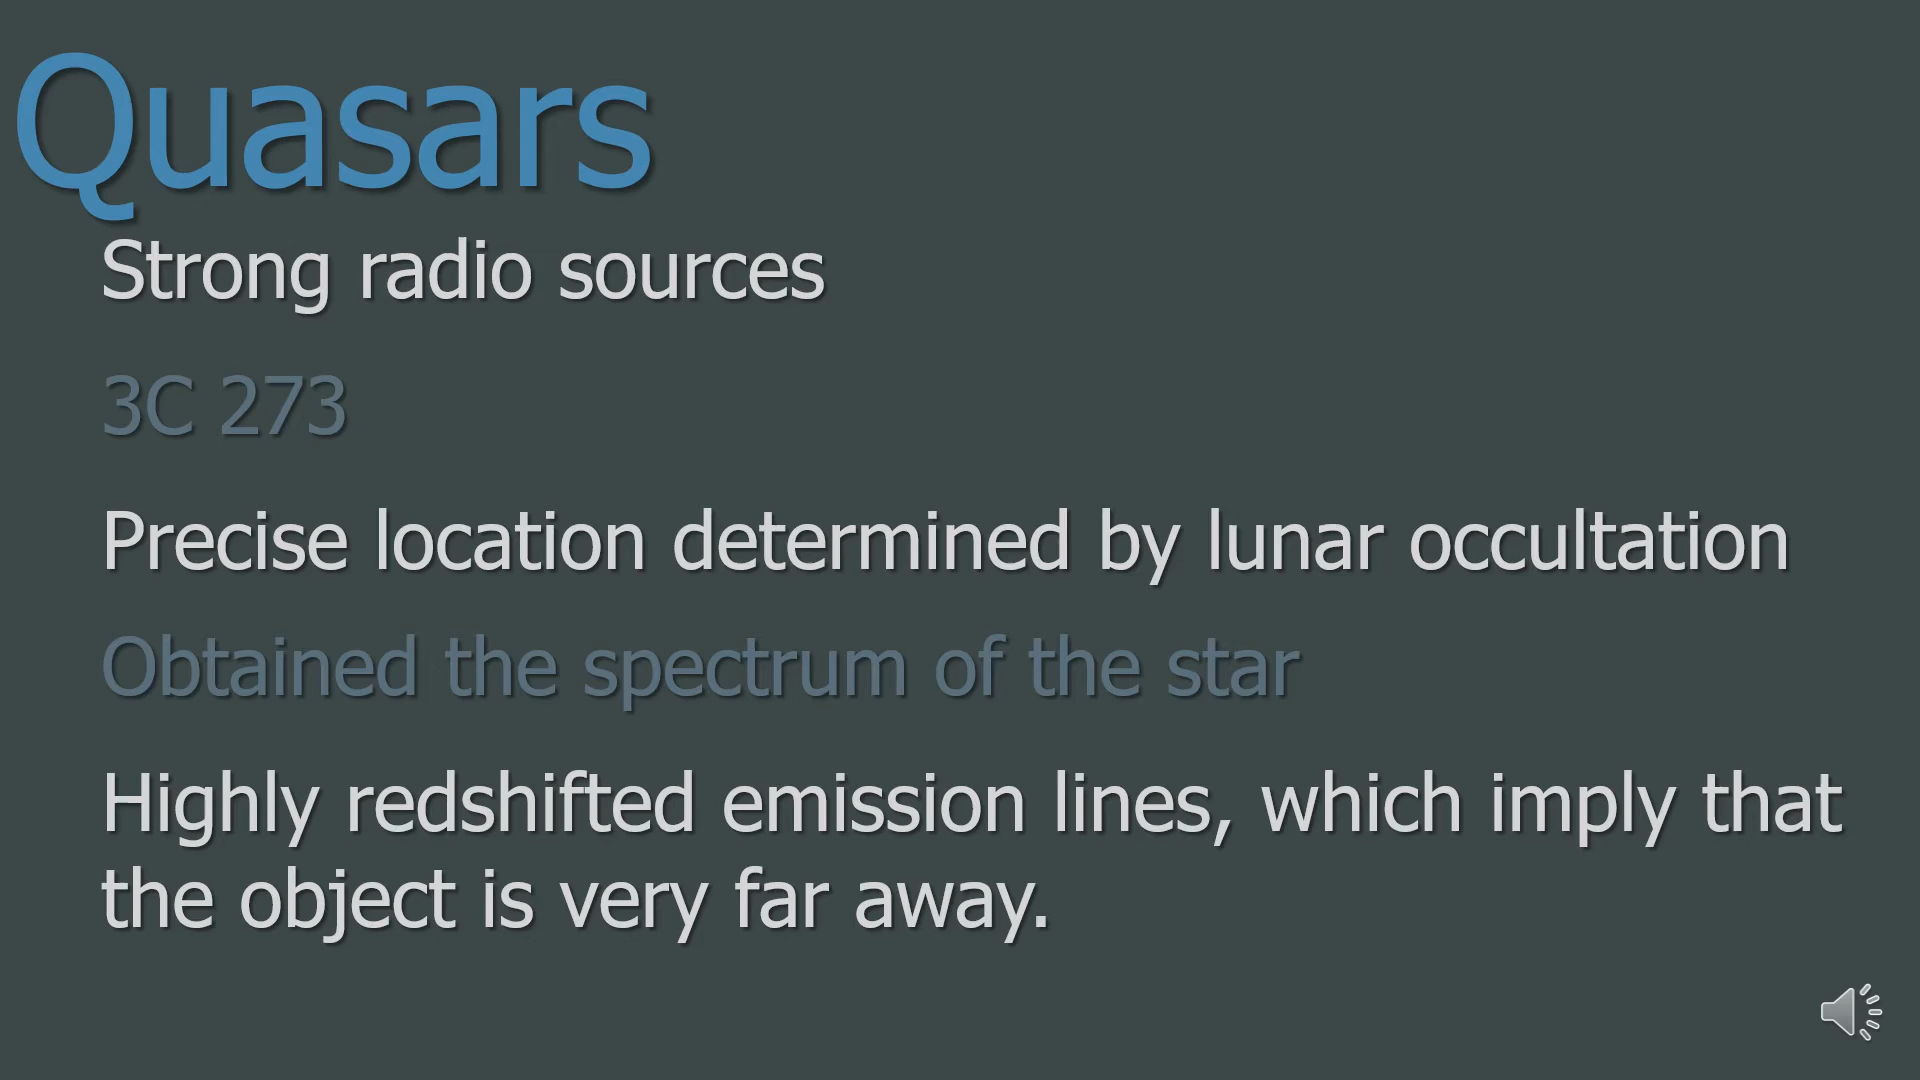 Quasars
Strong radio sources
3C 273
Precise location determined by lunar occultation
Obtained the spectrum of the star
Highly redshifted emission lines, which imply that
the object is very far away.